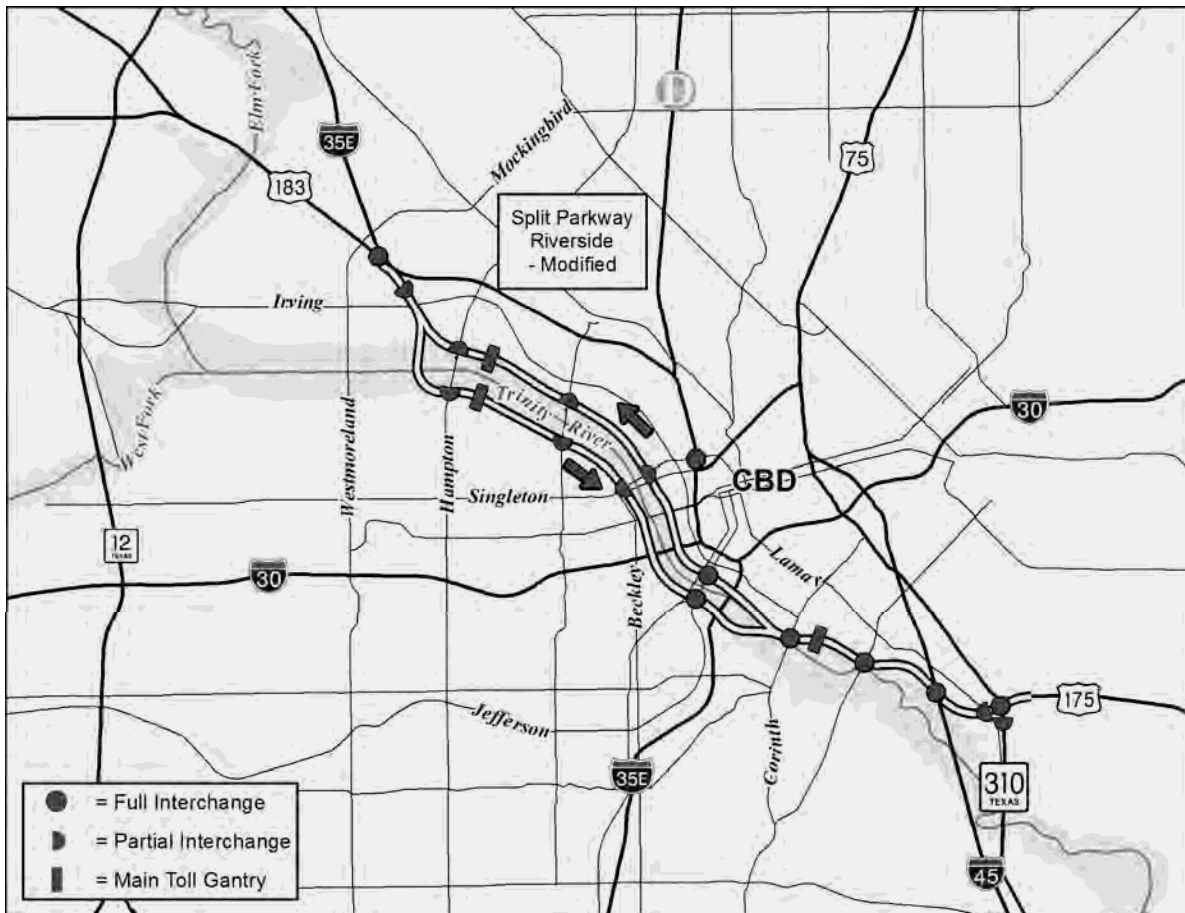 Elm Fork
35E
Mockingbird
D
75
183
Split Parkway
Riverside
- Modified
Irving
30
Trinity River
West Fork
Westmoreland
Hampton
Singleton
CBD
12
TEXAS
30
Beckley
Lamar
175
Jefferson
Corinth
35E
310
TEXAS
45
= Full Interchange
= Partial Interchange
= Main Toll Gantry